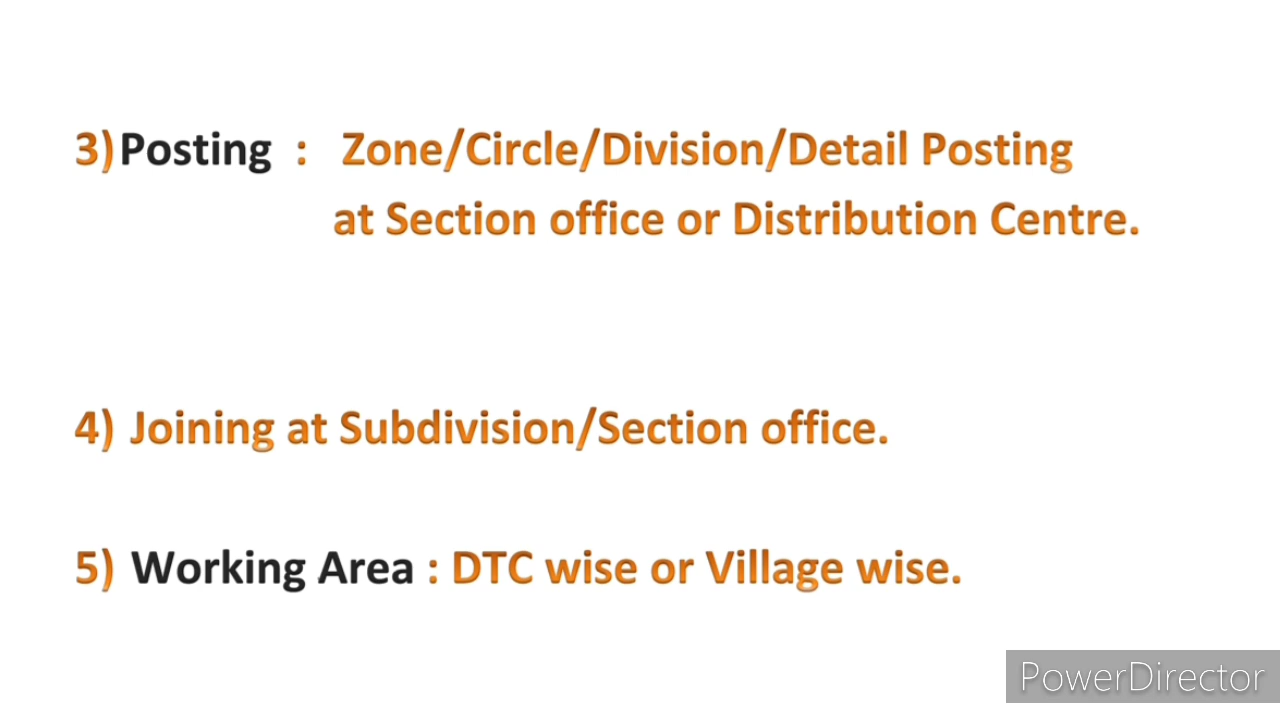 3) Posting : Zone/Circle/Division/Detail Posting
at Section office or Distribution Centre.
4) Joining at Subdivision/Section office.
5) Working Area : DTC wise or Village wise.
PowerDirector